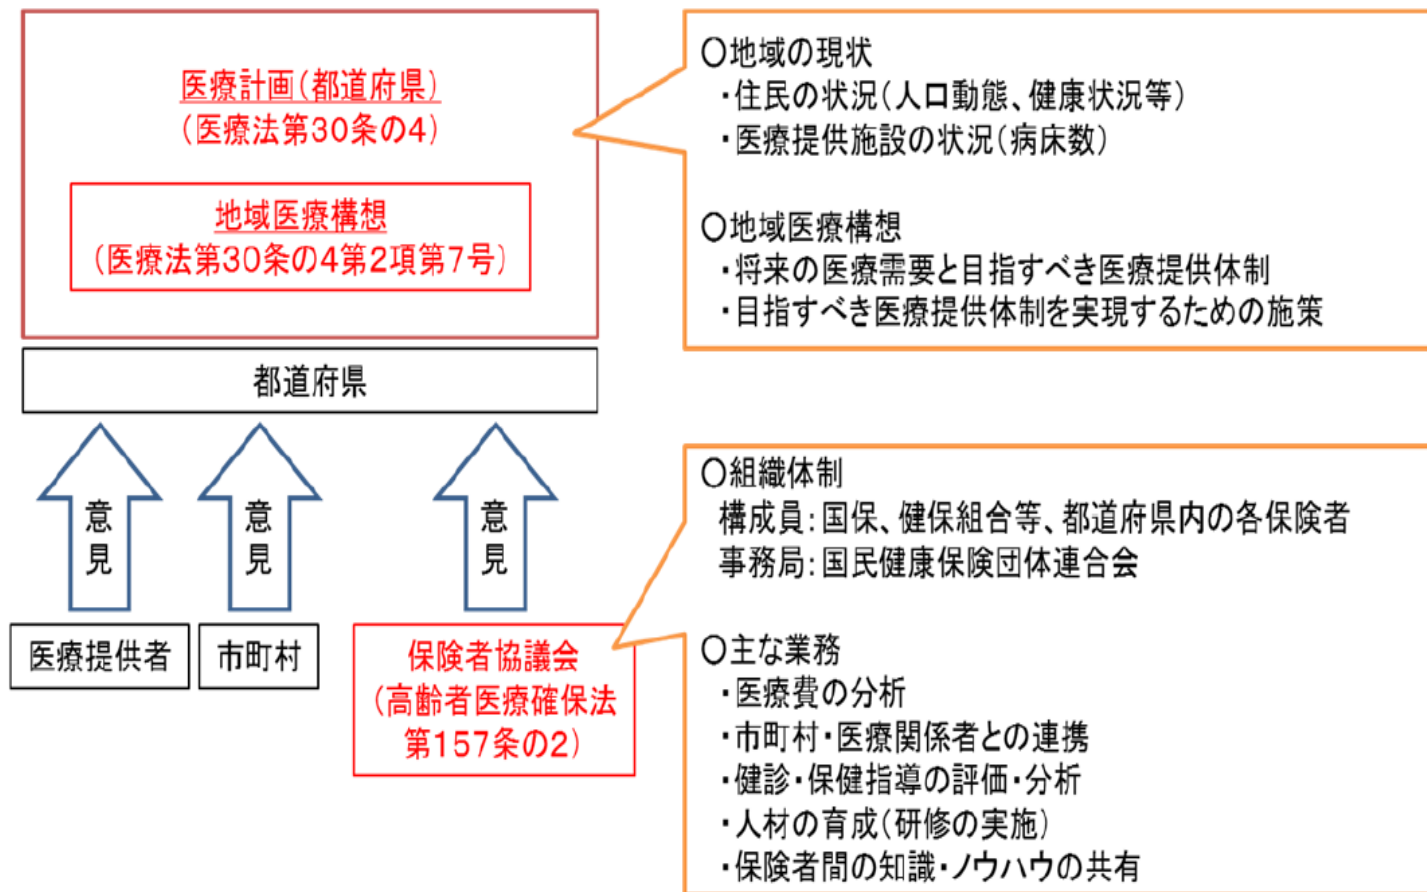 医療計画(都道府県)
(医療法第30条の4)
地域医療構想
(医療法第30条の4第2項第7号)
都道府県
意見
意見
意見
医療提供者
市町村
保険者協議会
(高齢者医療確保法
第157条の2)
〇地域の現状
・住民の状況(人口動態、健康状況等)
・医療提供施設の状況(病床数)
〇地域医療構想
・将来の医療需要と目指すべき医療提供体制
・目指すべき医療提供体制を実現するための施策
〇組織体制
構成員:国保、健保組合等、都道府県内の各保険者
事務局:国民健康保険団体連合会
〇主な業務
・医療費の分析
・市町村・医療関係者との連携
・健診・保健指導の評価・分析
・人材の育成(研修の実施)
・保険者間の知識・ノウハウの共有